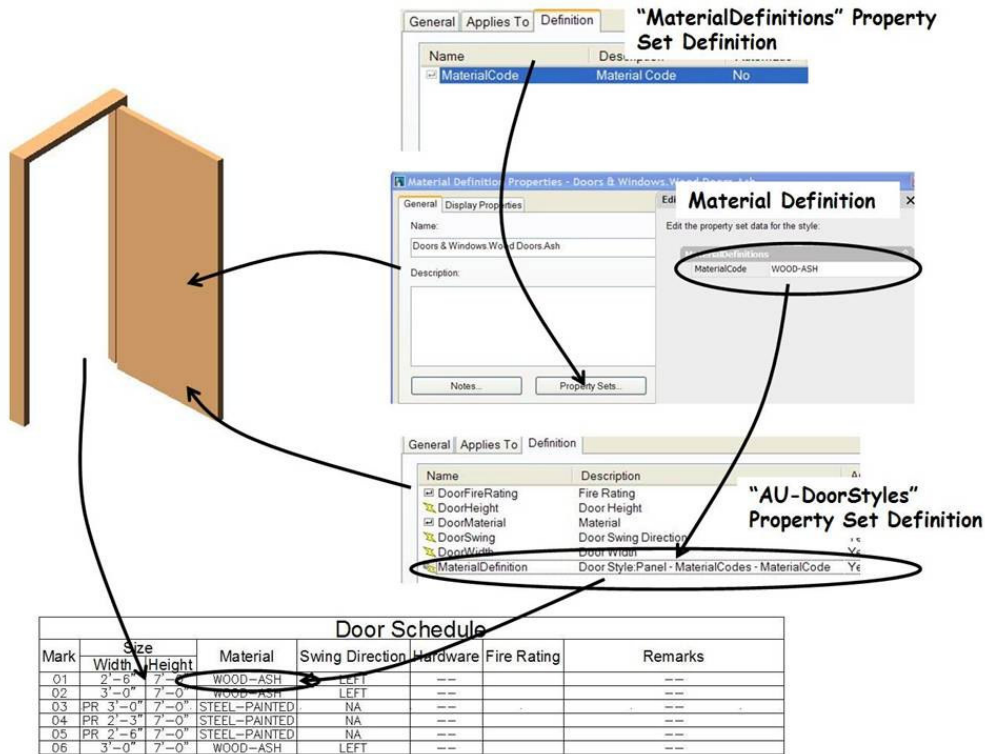 General Applies To Definition
“MaterialDefinitions” Property
Set Definition
Name
MaterialCode Material Code No
Material Definition Properties - Doors & Windows.Wood Doors.Ash
General Display Properties
Material Definition
Name:
Edit the property set data for the style:
Doors & Windows.Wood Doors.Ash
MaterialDefinitions
MaterialCode WOOD-ASH
Description:
Notes... Property Sets...
General Applies To Definition
Name Description
DoorFireRating Fire Rating
DoorHeight Door Height
DoorMaterial Material
DoorSwing Door Swing Direction
DoorWidth Door Width Ye
MaterialDefinition Door Style:Panel - MaterialCodes - MaterialCode Ye
“AU-DoorStyles”
Property Set Definition
Door Schedule
Mark Size Material Swing Direction Hardware Fire Rating Remarks
Width Height
01 2'-6" WOOD-ASH LEFT -- --
02 3'-0" 7'-0" WOOD-ASH LEFT -- --
03 PR 3'-0" 7'-0" STEEL-PAINTED NA -- --
04 PR 2'-3" 7'-0" STEEL-PAINTED NA -- --
05 PR 2'-6" 7'-0" STEEL-PAINTED NA -- --
06 3'-0" 7'-0" WOOD-ASH LEFT -- --